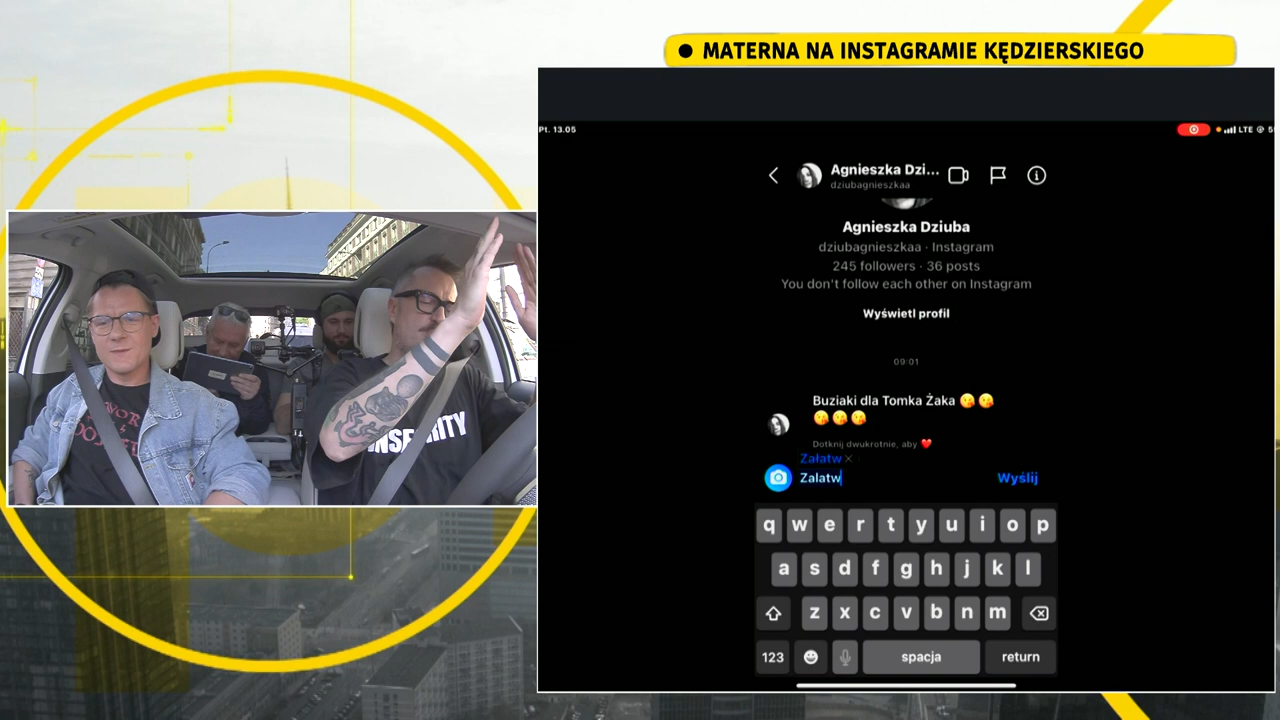 ● MATERNA NA INSTAGRAMIE KĘDZIERSKIEGO
Pt. 13.05
LTE
Agnieszka Dzi...
dziubagnieszkaa
Agnieszka Dziuba
dziubagnieszkaa · Instagram
245 followers · 36 posts
You don't follow each other on Instagram
Wyświetl profil
09:01
Buziaki dla Tomka Żaka 😘😘
😘😘😘
Dotknij dwukrotnie, aby ❤️
Załatw ×
Zalatw
Wyślij
q w e r t y u i o p
a s d f g h j k l
z x c v b n m
123
spacja
return